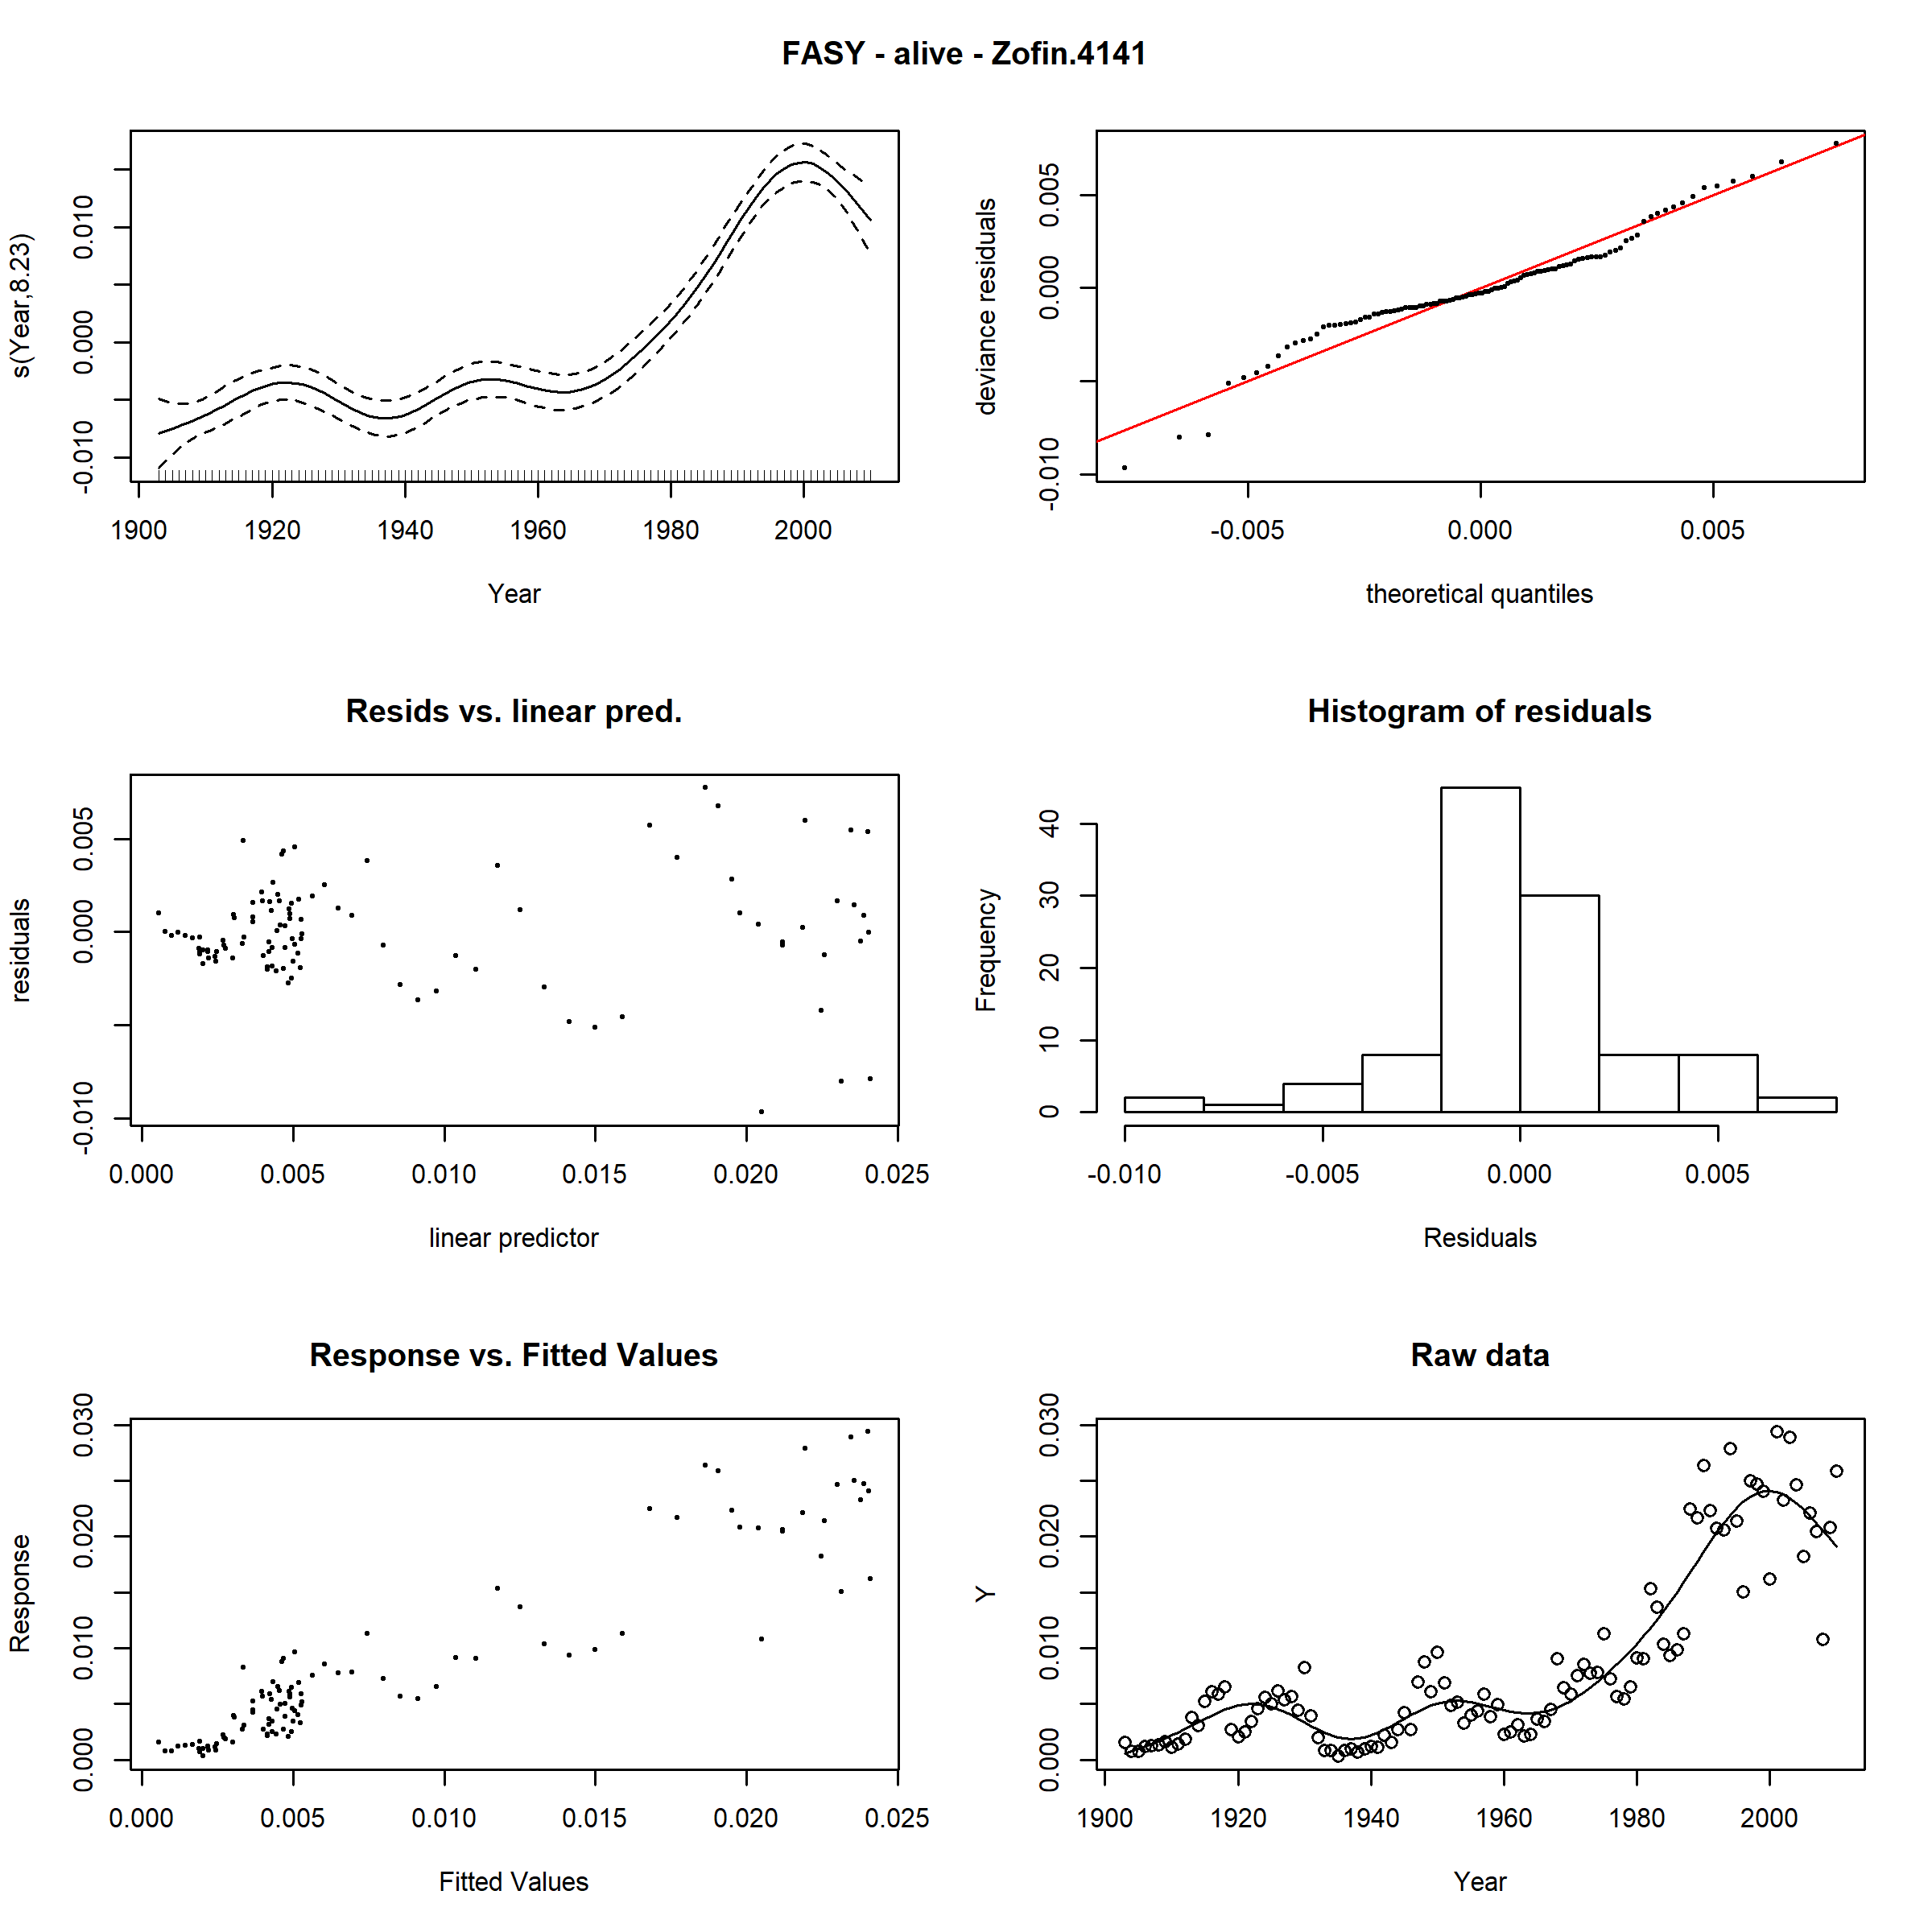 FASY - alive - Zofin.4141
s(Year,8.23)
-0.010 0.000 0.010
1900 1920 1940 1960 1980 2000
Year
deviance residuals
-0.010 0.000 0.005
-0.005 0.000 0.005
theoretical quantiles
Resids vs. linear pred.
residuals
-0.010 0.000 0.005
0.000 0.005 0.010 0.015 0.020 0.025
linear predictor
Histogram of residuals
Frequency
0 10 20 30 40
-0.010 -0.005 0.000 0.005
Residuals
Response vs. Fitted Values
Response
0.000 0.010 0.020 0.030
0.000 0.005 0.010 0.015 0.020 0.025
Fitted Values
Raw data
Y
0.000 0.010 0.020 0.030
1900 1920 1940 1960 1980 2000
Year